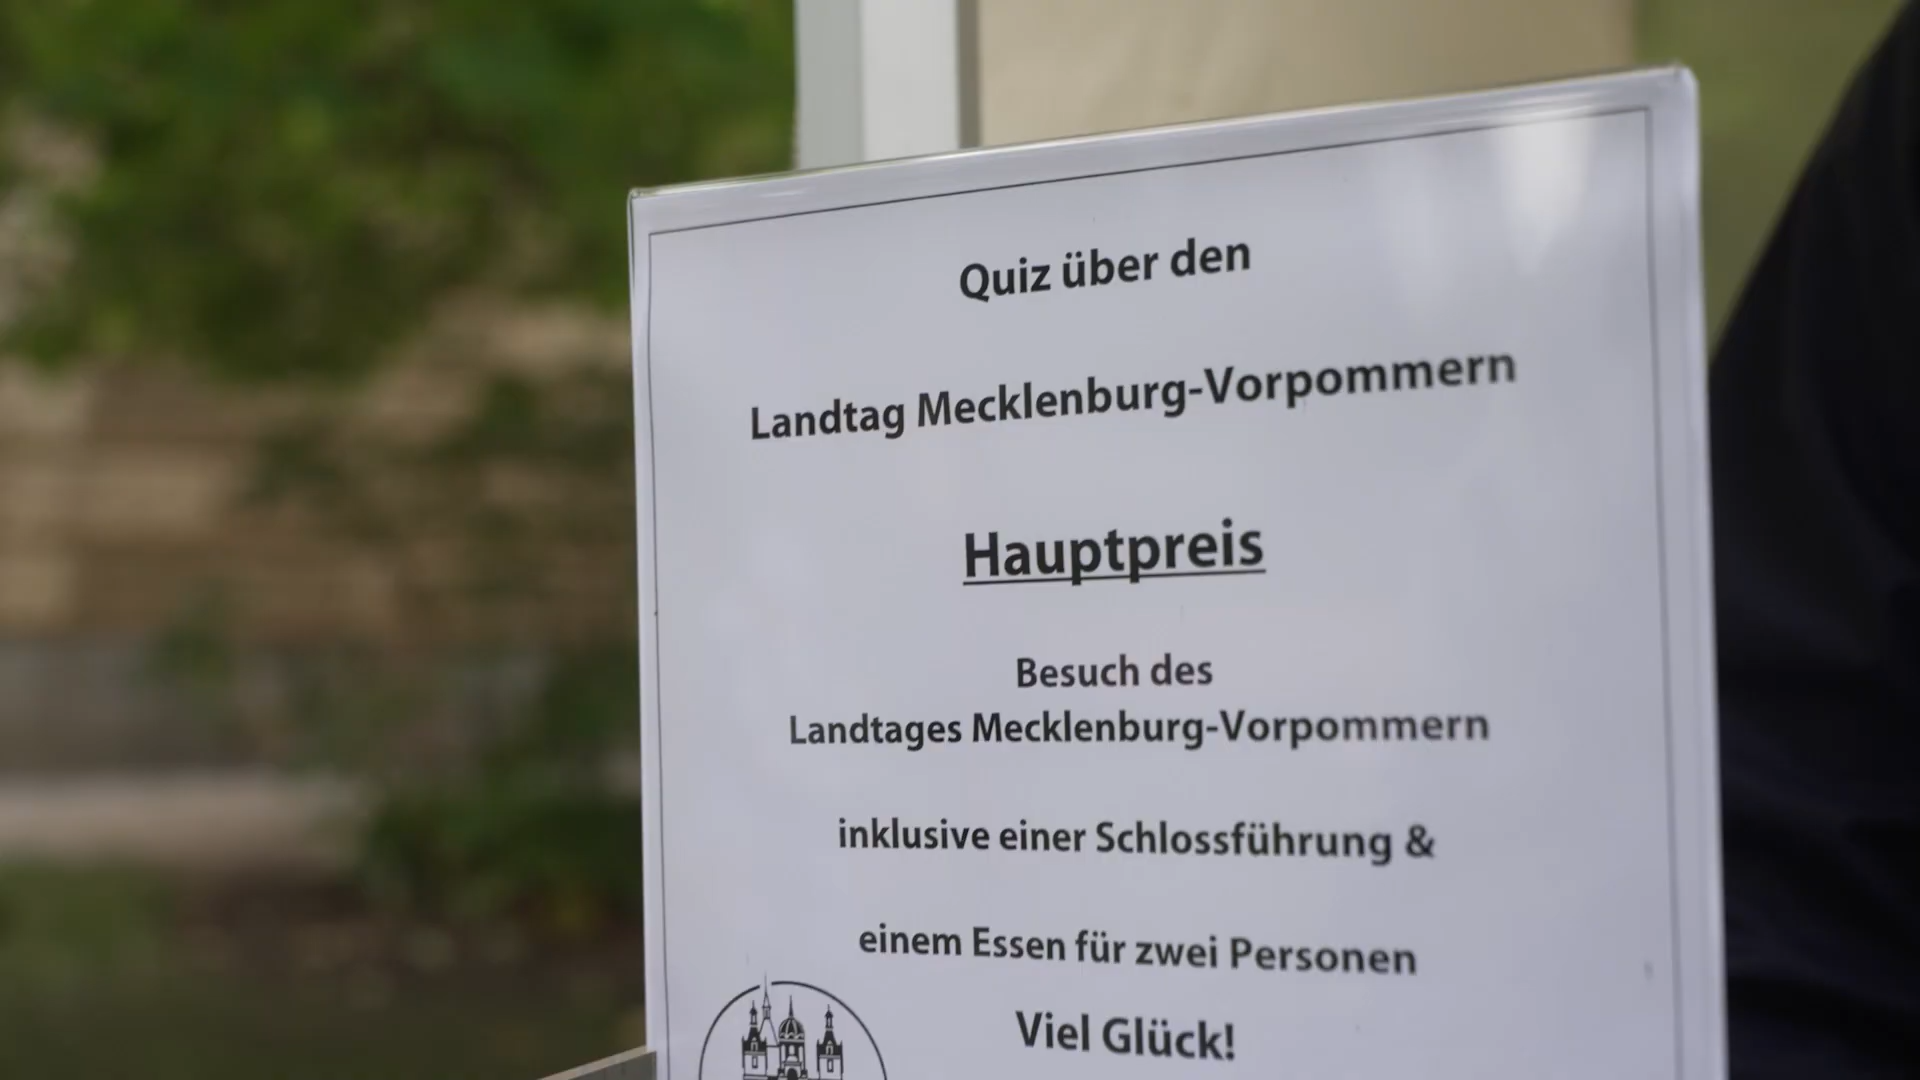 Quiz über den
Landtag Mecklenburg-Vorpommern
Hauptpreis
Besuch des
Landtages Mecklenburg-Vorpommern
inklusive einer Schlossführung &
einem Essen für zwei Personen
Viel Glück!